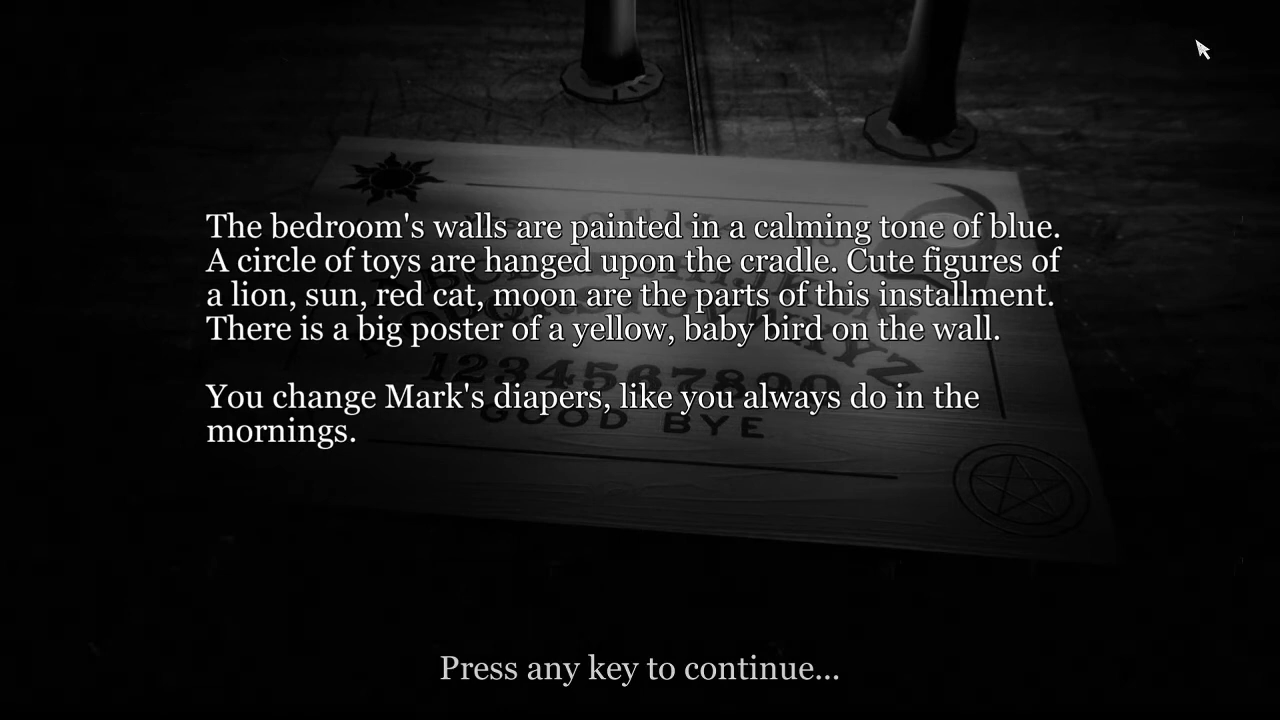 The bedroom's walls are painted in a calming tone of blue.
A circle of toys are hanged upon the cradle. Cute figures of
a lion, sun, red cat, moon are the parts of this installment.
There is a big poster of a yellow, baby bird on the wall.
You change Mark's diapers, like you always do in the
mornings.
1234567890
GOOD BYE
Press any key to continue...